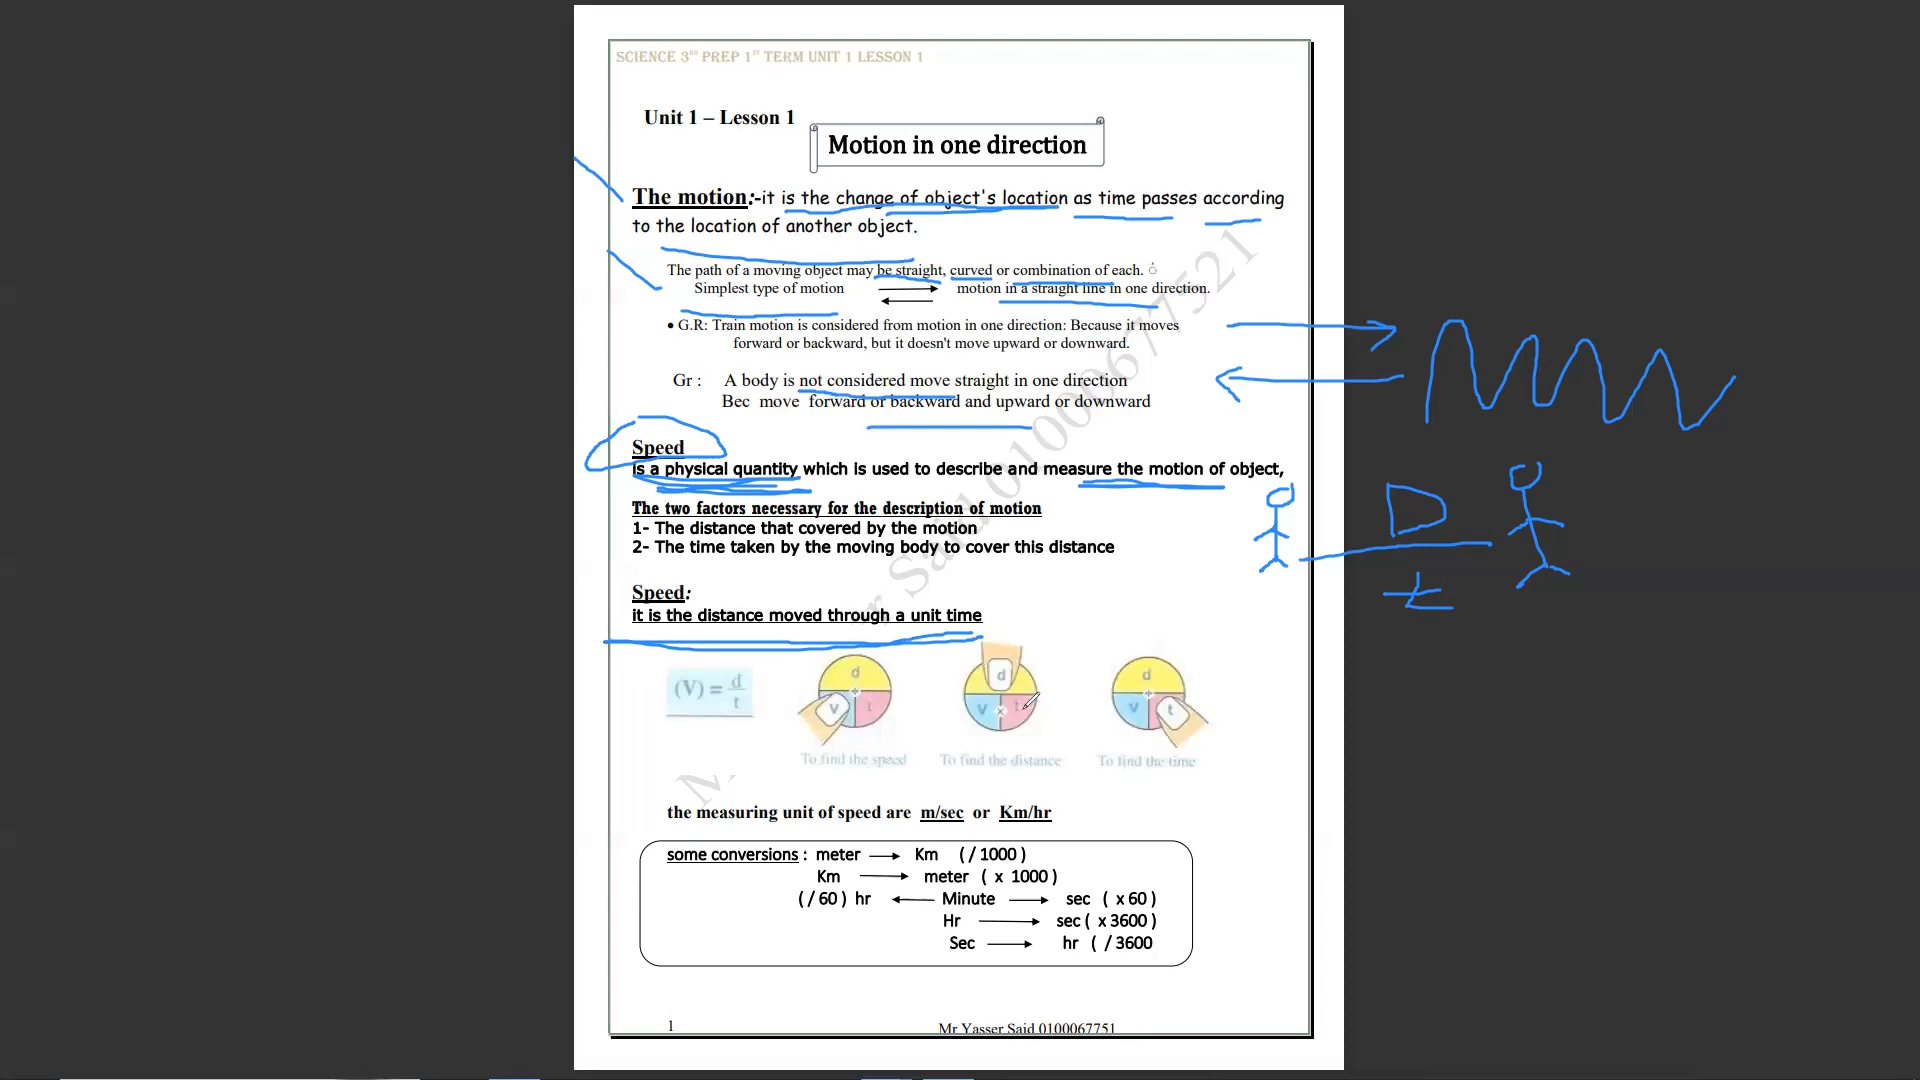 SCIENCE 3RD PREP 1ST TERM UNIT 1 LESSON 1
Unit 1 – Lesson 1
Motion in one direction
The motion:-it is the change of object's location as time passes according
to the location of another object.
The path of a moving object may be straight, curved or combination of each.
Simplest type of motion motion in a straight line in one direction.
• G.R: Train motion is considered from motion in one direction: Because it moves
forward or backward, but it doesn't move upward or downward.
Gr : A body is not considered move straight in one direction
Bec move forward or backward and upward or downward
Speed
is a physical quantity which is used to describe and measure the motion of object,
The two factors necessary for the description of motion
1- The distance that covered by the motion
2- The time taken by the moving body to cover this distance
D
t
Speed:
it is the distance moved through a unit time
(V) = d
t
d
÷
v t
d
v x t
d
÷
v t
To find the speed To find the distance To find the time
the measuring unit of speed are m/sec or Km/hr
some conversions : meter → Km ( / 1000 )
Km → meter ( x 1000 )
( / 60 ) hr ← Minute → sec ( x 60 )
Hr → sec ( x 3600 )
Sec → hr ( / 3600
1 Mr Yasser Said 0100067751
Said 01000677521